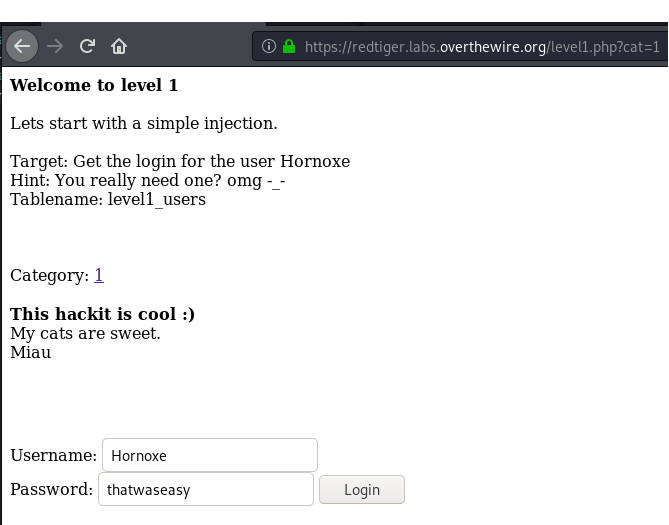 https://redtiger.labs.overthewire.org/level1.php?cat=1
Welcome to level 1
Lets start with a simple injection.
Target: Get the login for the user Hornoxe
Hint: You really need one? omg -_-
Tablename: level1_users
Category: 1
This hackit is cool :)
My cats are sweet.
Miau
Username: Hornoxe
Password: thatwaseasy Login